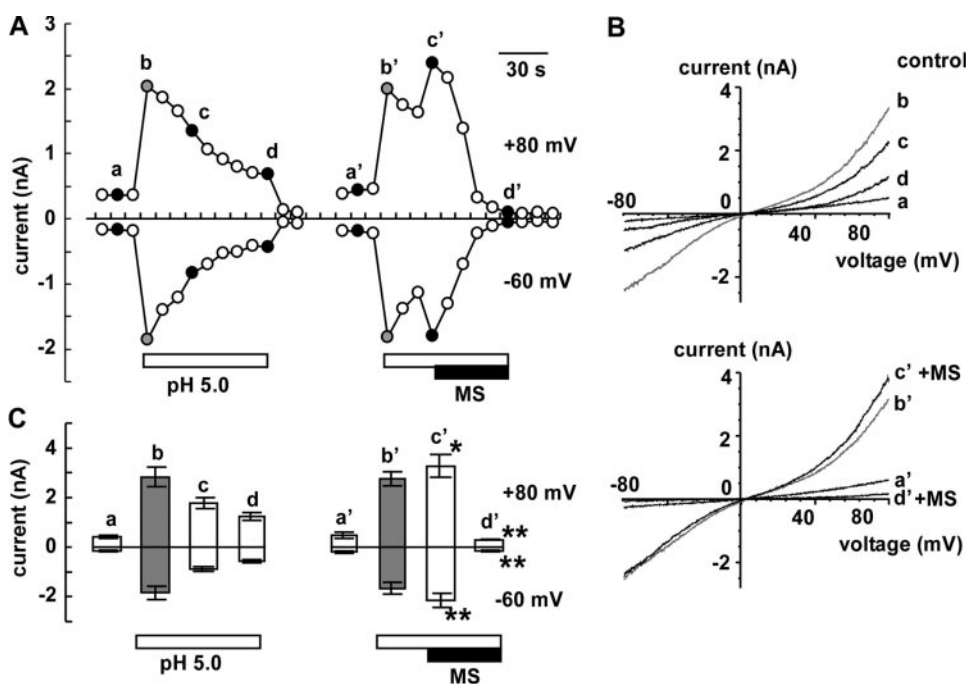 A
3
2
1
0
-1
-2
current (nA)
a
b
c
d
a’
b’
c’
d’
30 s
+80 mV
-60 mV
pH 5.0
MS
B
current (nA)
control
4
2
0
-2
-80
40
80
voltage (mV)
b
c
d
a
current (nA)
4
2
0
-2
-80
40
80
voltage (mV)
c’ +MS
b’
a’
d’ +MS
C
4
2
0
-2
current (nA)
a
b
c
d
a’
b’
c’
*
d’
**
**
**
+80 mV
-60 mV
pH 5.0
MS